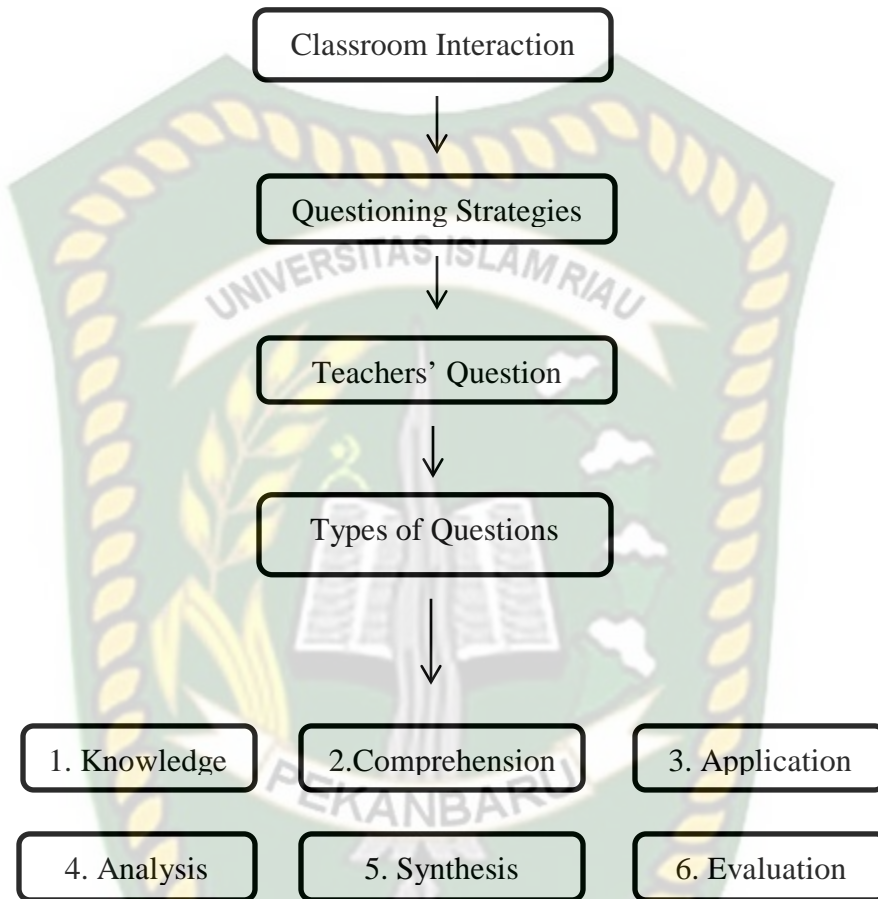 Classroom Interaction
Questioning Strategies
UNIVERSITAS ISLAM RIAU
Teachers’ Question
Types of Questions
1. Knowledge
2.Comprehension
3. Application
PEKANBARU
4. Analysis
5. Synthesis
6. Evaluation